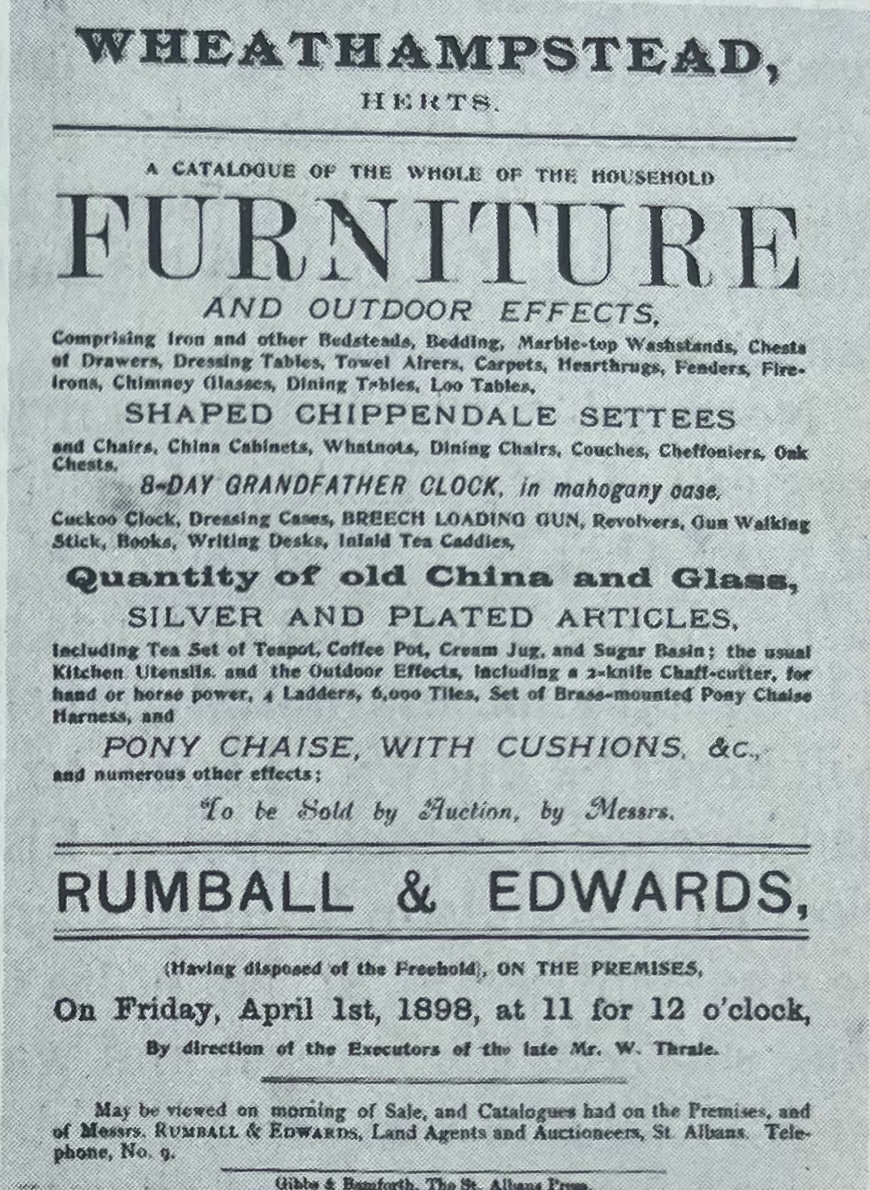 WHEATHAMPSTEAD,
HERTS.
A CATALOGUE OF THE WHOLE OF THE HOUSEHOLD
FURNITURE
AND OUTDOOR EFFECTS,
Comprising Iron and other Bedsteads, Bedding, Marble-top Washstands, Chests
of Drawers, Dressing Tables, Towel Airers, Carpets, Hearthrugs, Fenders, Fire-
irons, Chimney Glasses, Dining Tables, Loo Tables,
SHAPED CHIPPENDALE SETTEES
and Chairs, China Cabinets, Whatnots, Dining Chairs, Couches, Cheffoniers, Oak
Chests,
8-DAY GRANDFATHER CLOCK, in mahogany case,
Cuckoo Clock, Dressing Cases, BREECH LOADING GUN, Revolvers, Gun Walking
Stick, Books, Writing Desks, Inlaid Tea Caddies,
Quantity of old China and Glass,
SILVER AND PLATED ARTICLES,
Including Tea Set of Teapot, Coffee Pot, Cream Jug, and Sugar Basin; the usual
Kitchen Utensils, and the Outdoor Effects, including a 2-knife Chaff-cutter, for
hand or horse power, 4 Ladders, 6,000 Tiles, Set of Brass-mounted Pony Chaise
Harness, and
PONY CHAISE, WITH CUSHIONS, &c.,
and numerous other effects;
To be Sold by Auction, by Messrs.
RUMBALL & EDWARDS,
(Having disposed of the Freehold), ON THE PREMISES,
On Friday, April 1st, 1898, at 11 for 12 o'clock,
By direction of the Executors of the late Mr. W. Thrale.
May be viewed on morning of Sale, and Catalogues had on the Premises, and
of Messrs. RUMBALL & EDWARDS, Land Agents and Auctioneers, St. Albans. Tele-
phone, No. 9.
Gibbs & Bamforth, The St. Albans Press.